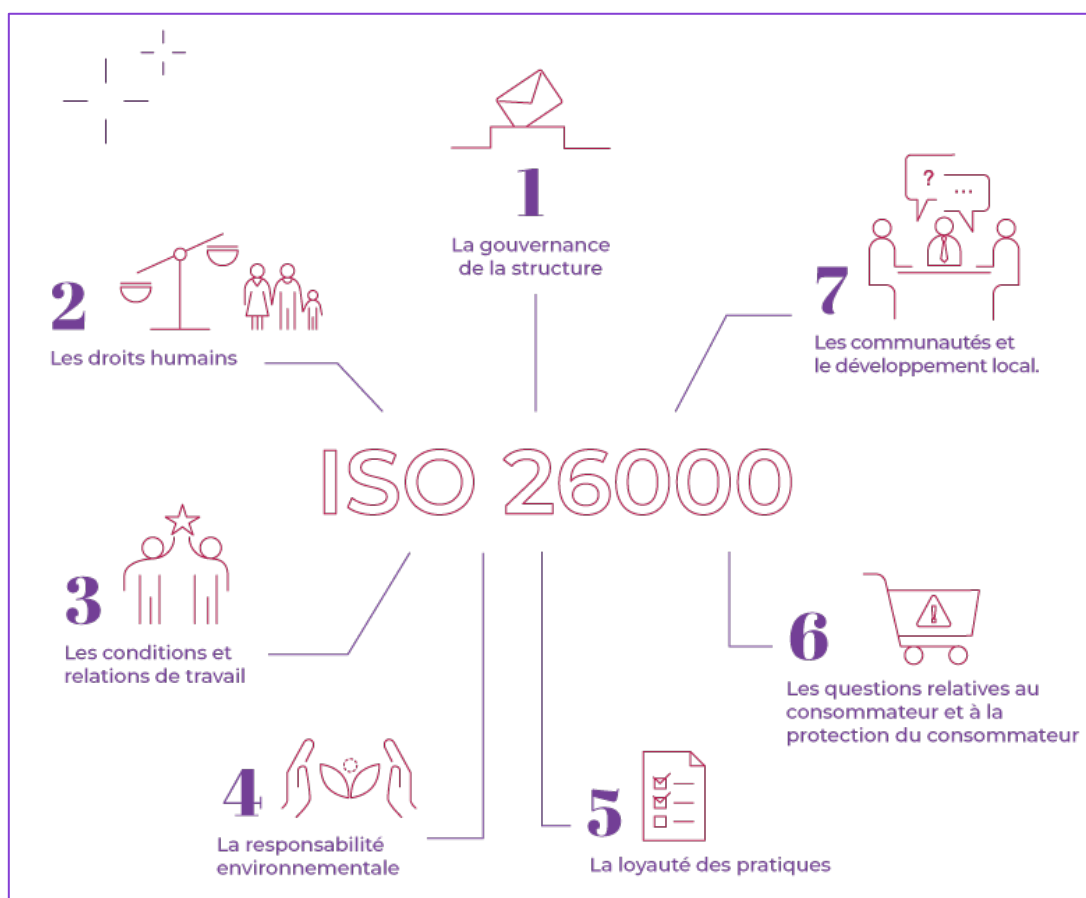 1
La gouvernance
de la structure
2
Les droits humains
? ...
7
Les communautés et
le développement local.
ISO 26000
3
Les conditions et
relations de travail
!
6
Les questions relatives au
consommateur et à la
protection du consommateur
4
La responsabilité
environnementale
5
La loyauté des pratiques